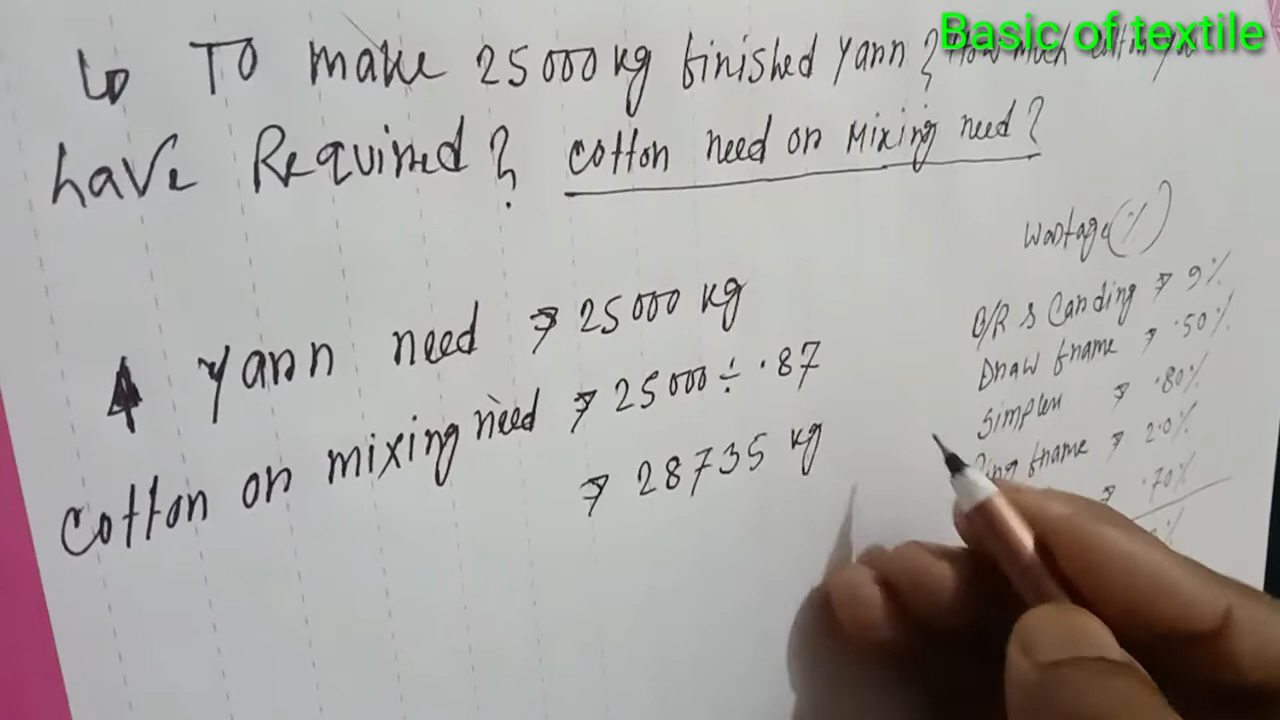 Basic of textile
↳ To make 25000 kg finished yarn? How much cotton you
have Required? cotton need or Mixing need?
Yarn need → 25000 kg
Cotton or mixing need → 25000 ÷ .87
→ 28735 kg
Wastage (%)
B/R & Carding → 9%
Draw frame → .50%
Simplex → .80%
Ring frame → 2.0%
→ .70%